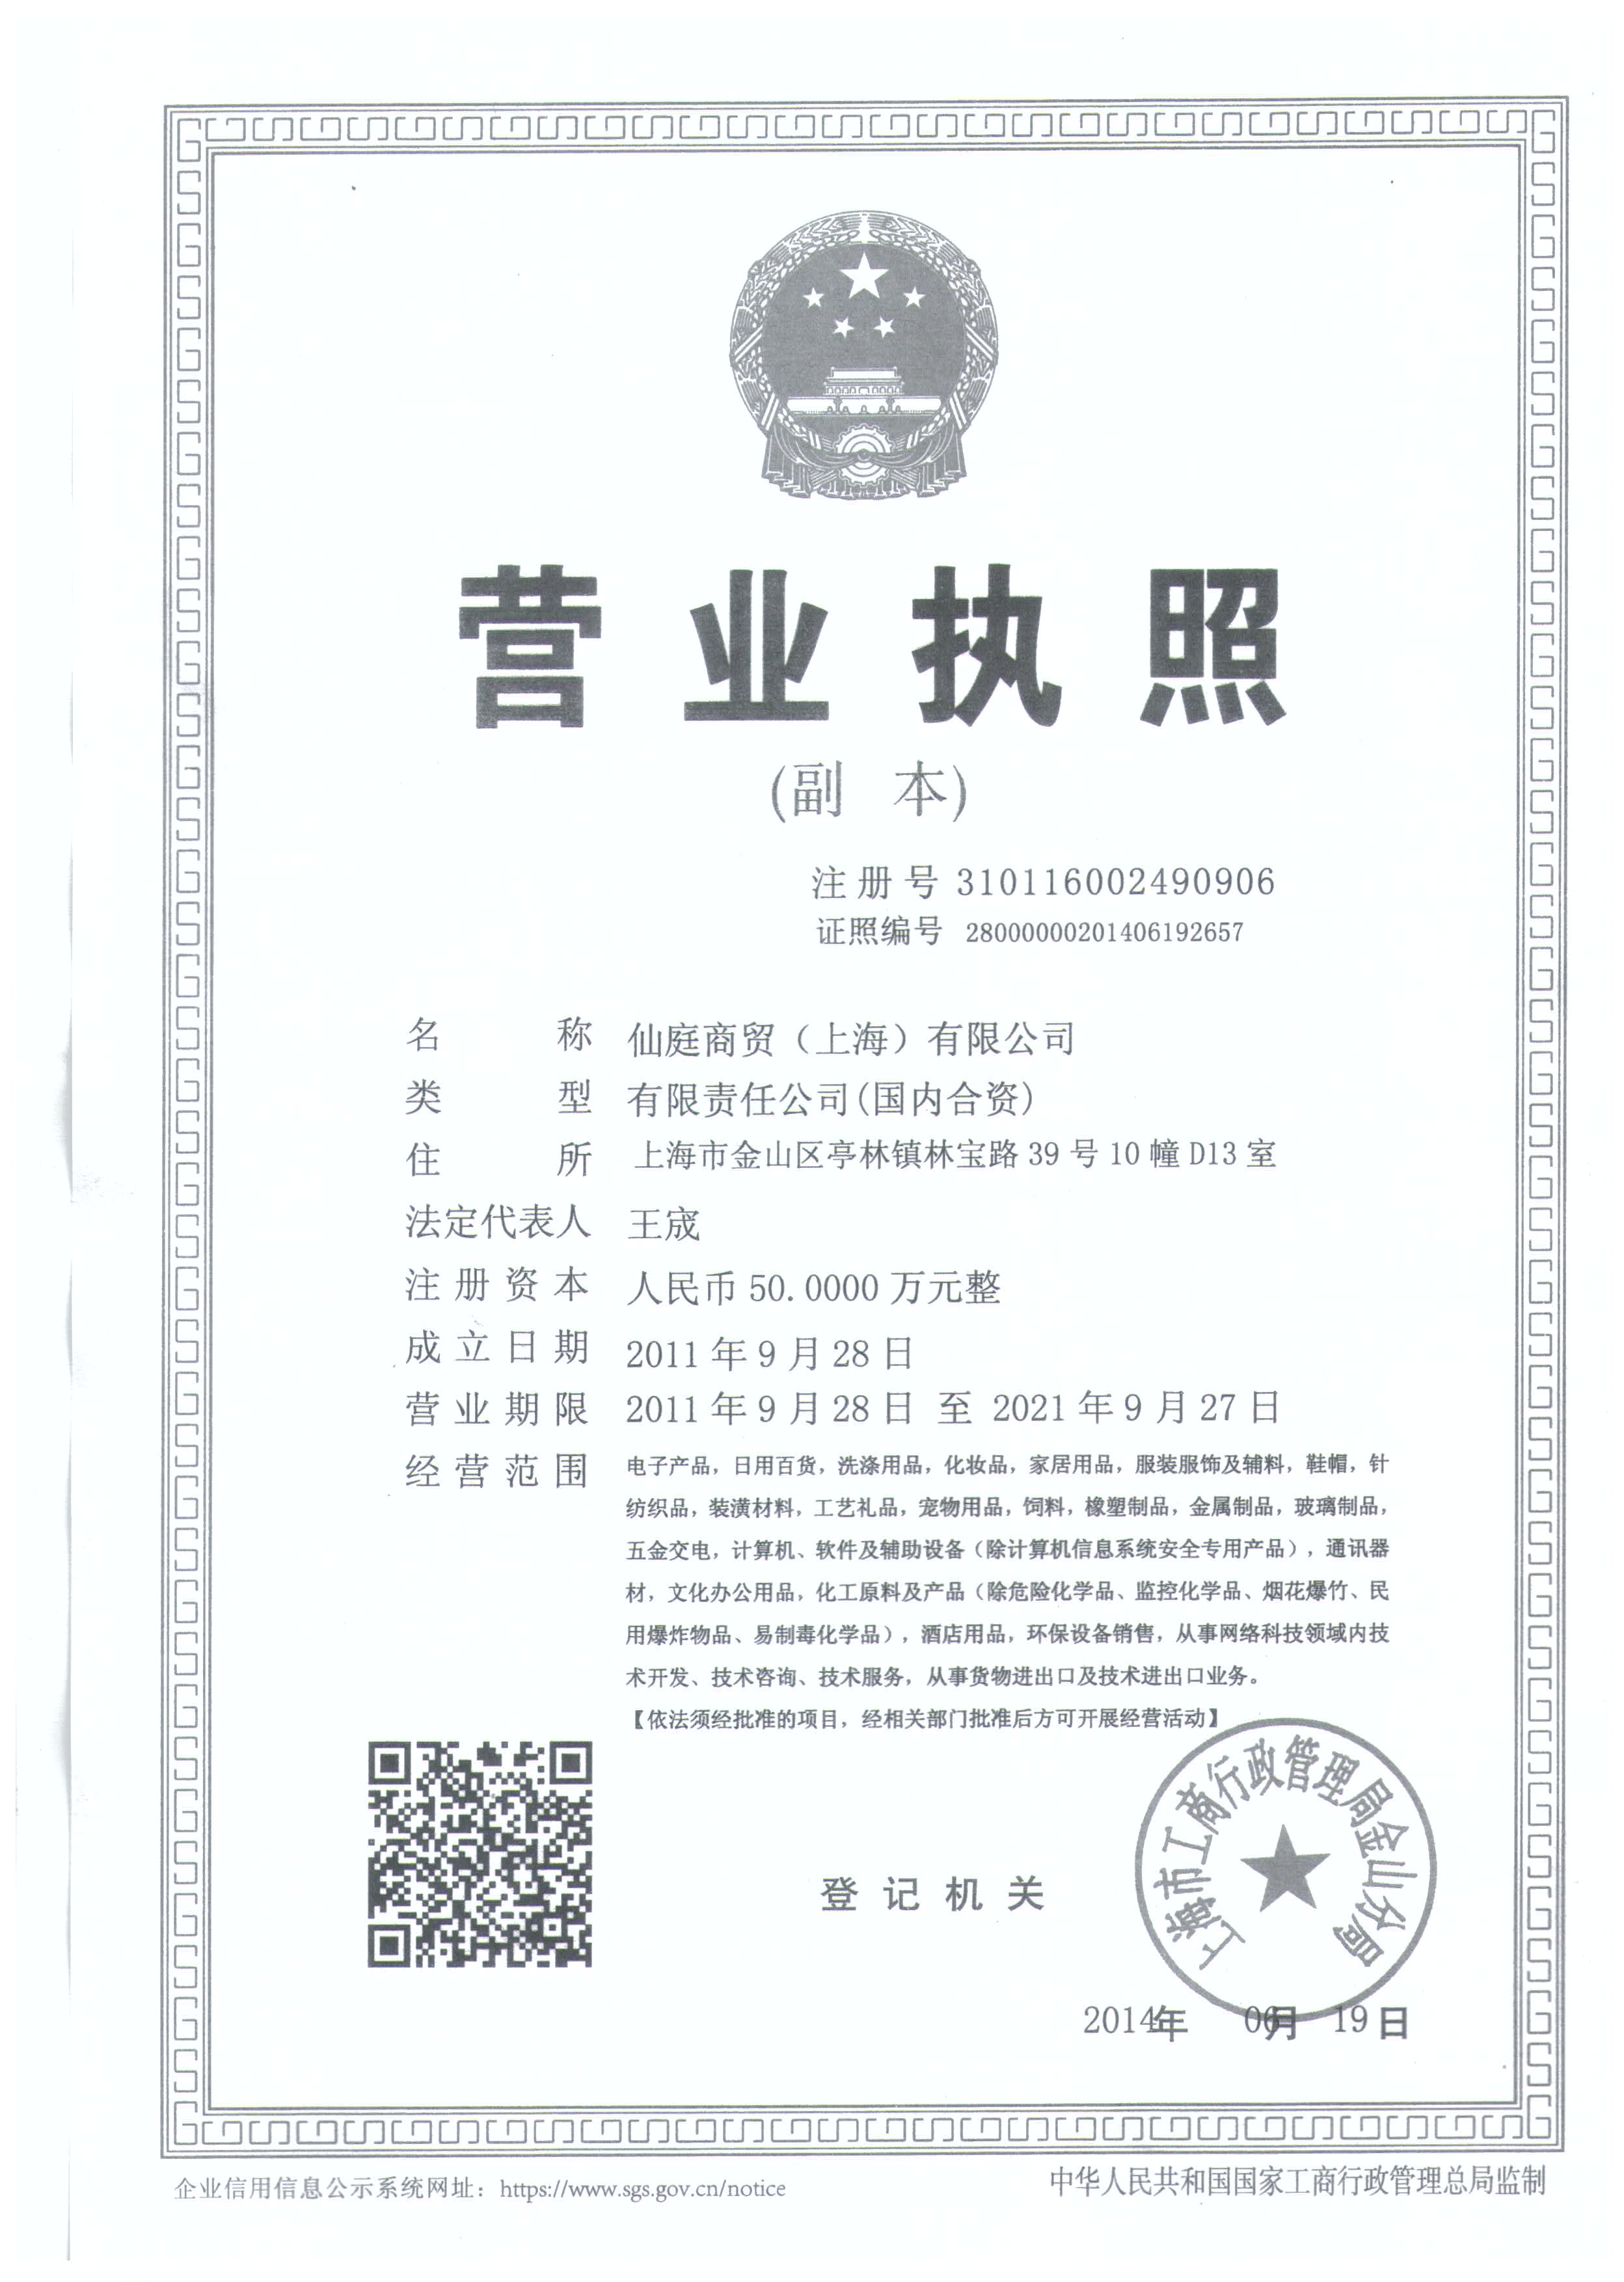 营业执照
(副 本)
注册号 310116002490906
证照编号 28000000201406192657
名称 仙庭商贸（上海）有限公司
类型 有限责任公司(国内合资)
住所 上海市金山区亭林镇林宝路 39 号 10 幢 D13 室
法定代表人 王宬
注册资本 人民币 50.0000 万元整
成立日期 2011 年 9 月 28 日
营业期限 2011 年 9 月 28 日 至 2021 年 9 月 27 日
经营范围 电子产品，日用百货，洗涤用品，化妆品，家居用品，服装服饰及辅料，鞋帽，针
纺织品，装潢材料，工艺礼品，宠物用品，饲料，橡塑制品，金属制品，玻璃制品，
五金交电，计算机、软件及辅助设备（除计算机信息系统安全专用产品），通讯器
材，文化办公用品，化工原料及产品（除危险化学品、监控化学品、烟花爆竹、民
用爆炸物品、易制毒化学品），酒店用品，环保设备销售，从事网络科技领域内技
术开发、技术咨询、技术服务，从事货物进出口及技术进出口业务。
【依法须经批准的项目，经相关部门批准后方可开展经营活动】
上海市工商行政管理局金山分局
登记机关
2014年 06月 19日
企业信用信息公示系统网址：https://www.sgs.gov.cn/notice
中华人民共和国国家工商行政管理总局监制